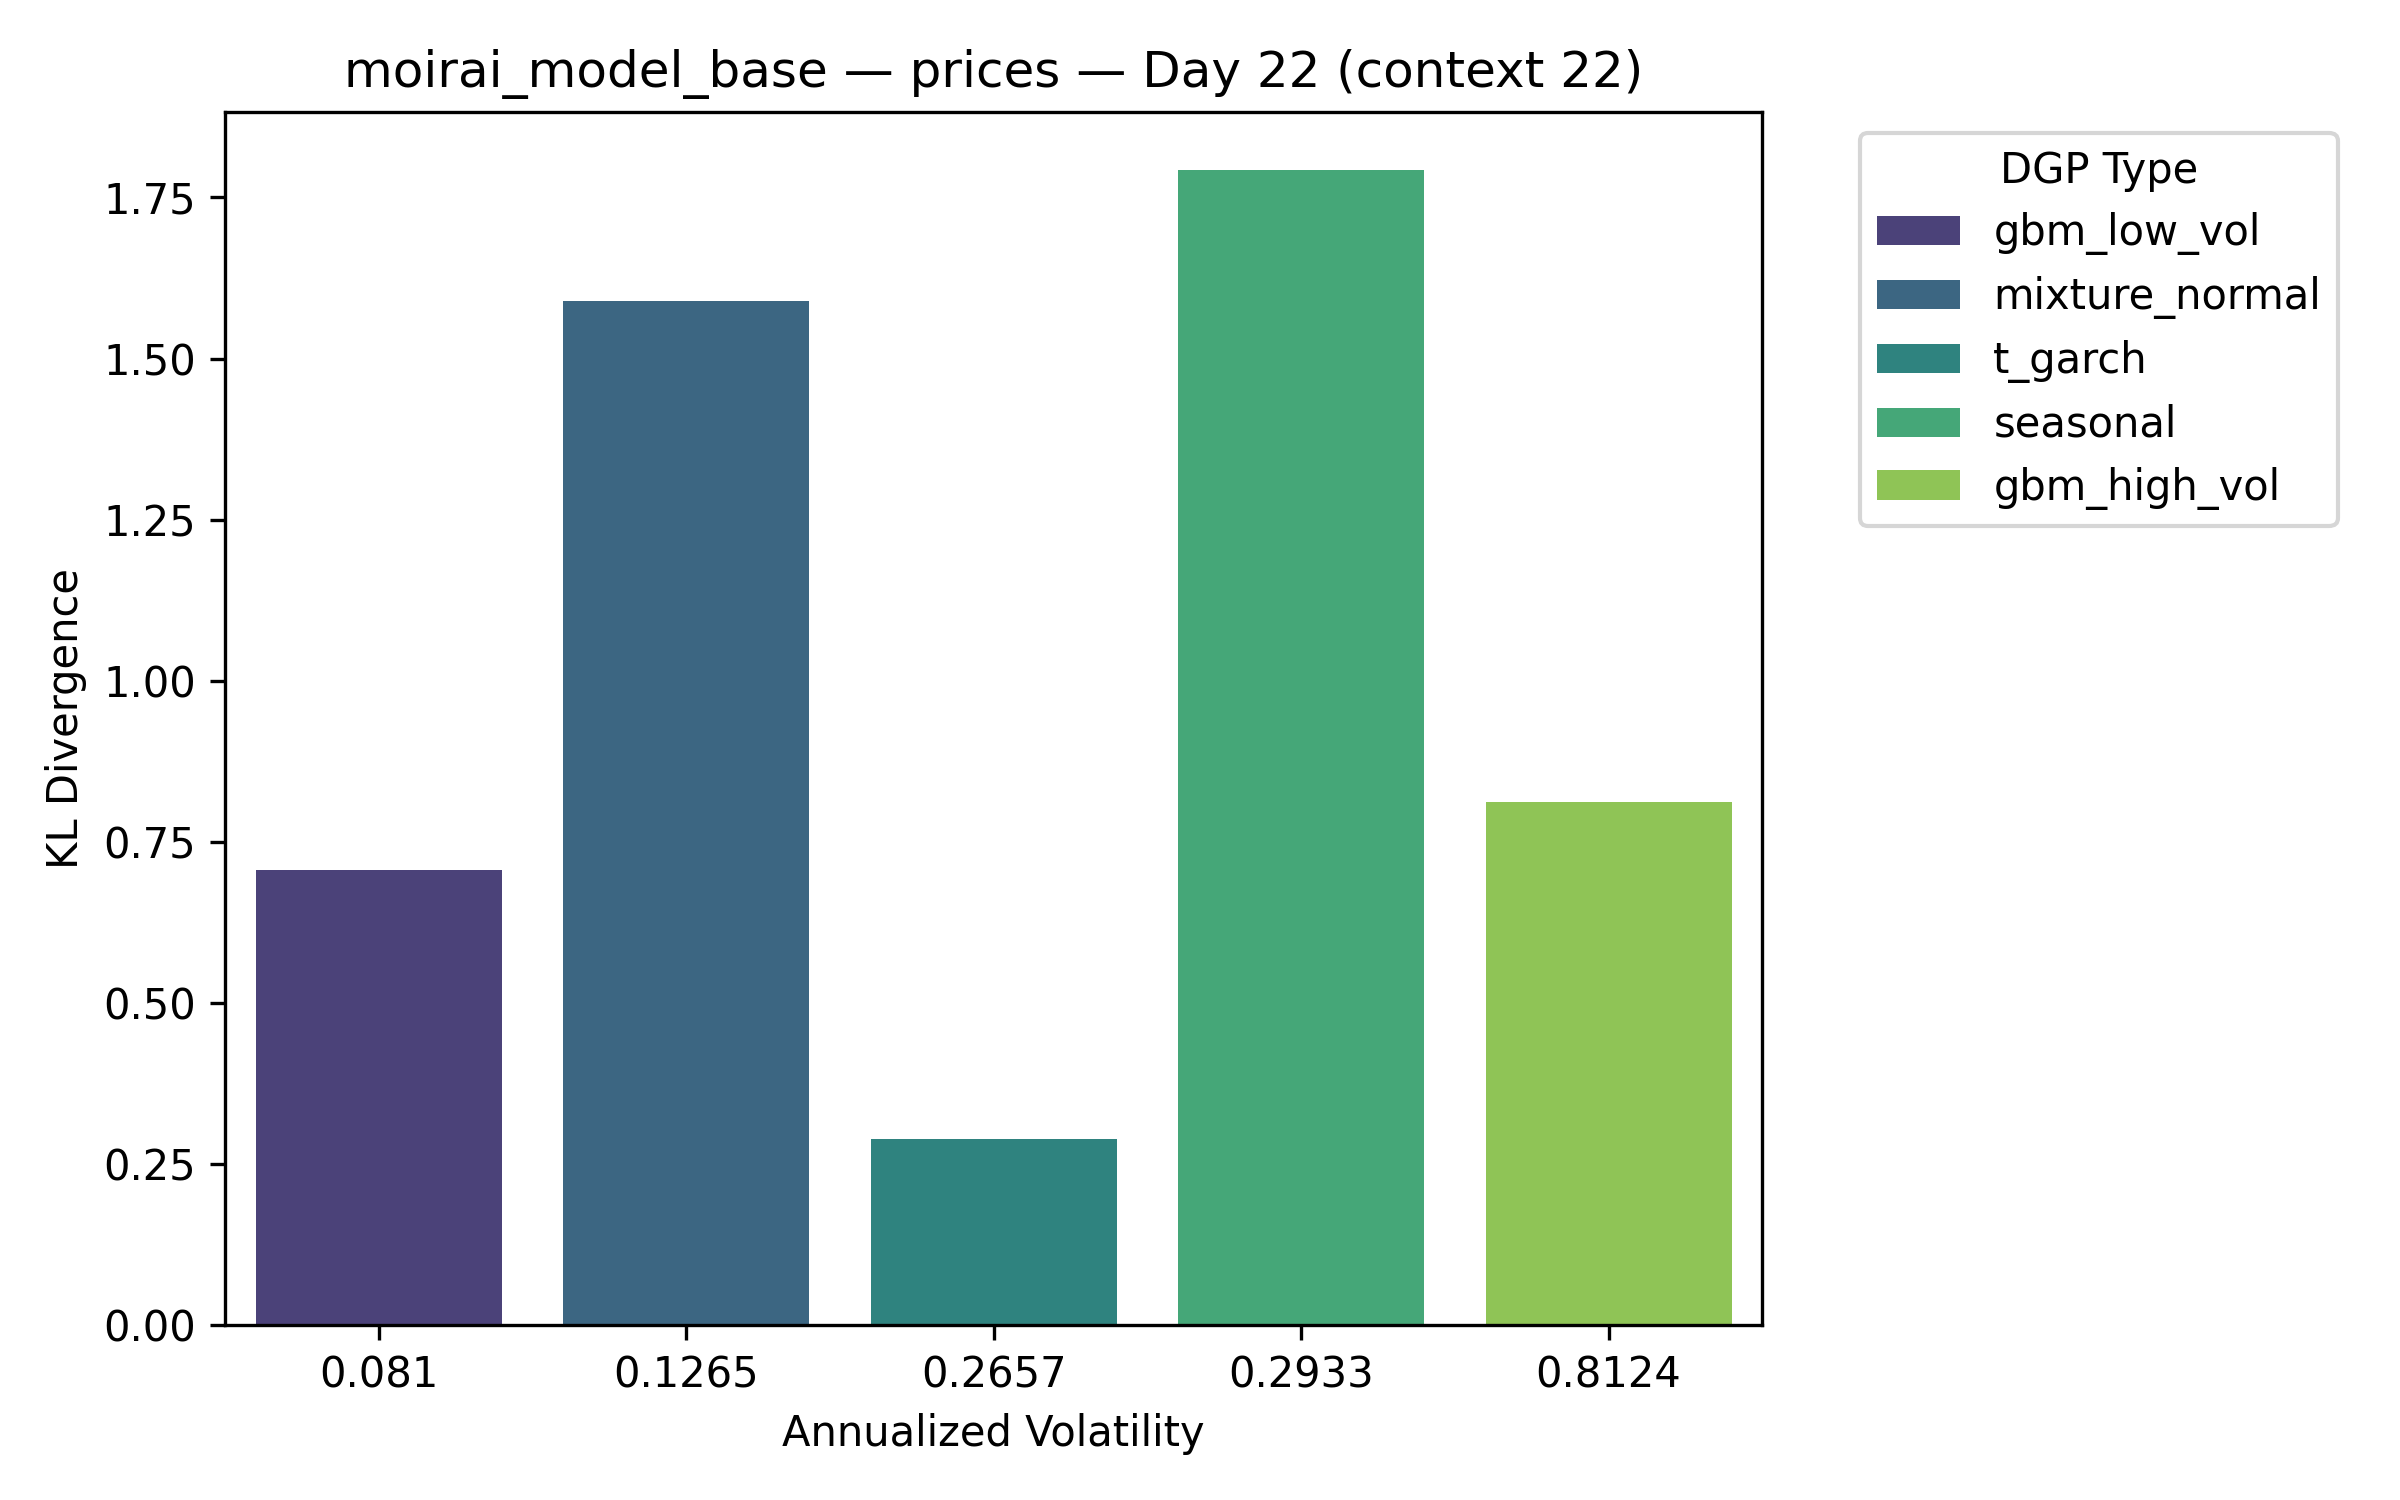 moirai_model_base — prices — Day 22 (context 22)
KL Divergence
1.75
1.50
1.25
1.00
0.75
0.50
0.25
0.00
0.081 0.1265 0.2657 0.2933 0.8124
Annualized Volatility
DGP Type
gbm_low_vol
mixture_normal
t_garch
seasonal
gbm_high_vol